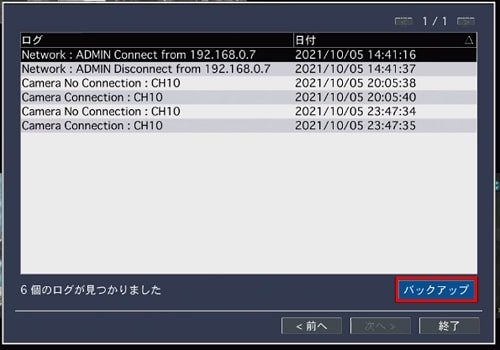 1 / 1
ログ 日付 △
Network : ADMIN Connect from 192.168.0.7 2021/10/05 14:41:16
Network : ADMIN Disconnect from 192.168.0.7 2021/10/05 14:41:37
Camera No Connection : CH10 2021/10/05 20:05:38
Camera Connection : CH10 2021/10/05 20:05:40
Camera No Connection : CH10 2021/10/05 23:47:34
Camera Connection : CH10 2021/10/05 23:47:35
6 個のログが見つかりました バックアップ
< 前へ 次へ > 終了